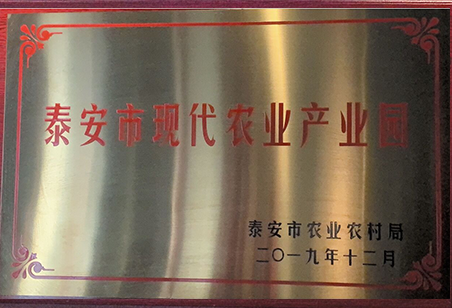 泰安市现代农业产业园
泰安市农业农村局
二〇一九年十二月